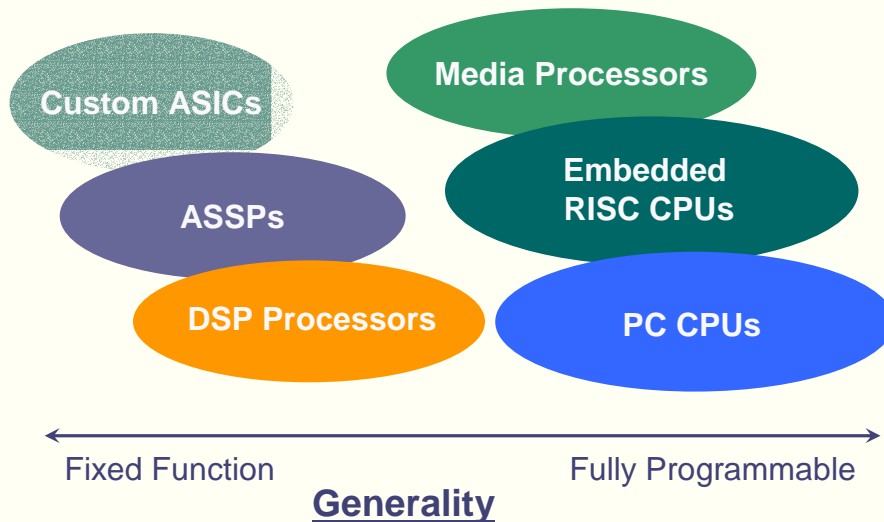 Custom ASICs
Media Processors
ASSPs
Embedded
RISC CPUs
DSP Processors
PC CPUs
Fixed Function
Fully Programmable
Generality